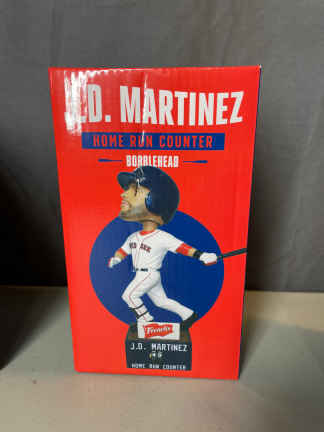 J.D. MARTINEZ
HOME RUN COUNTER
BOBBLEHEAD
RED SOX
French's
J.D. MARTINEZ
HOME RUN COUNTER